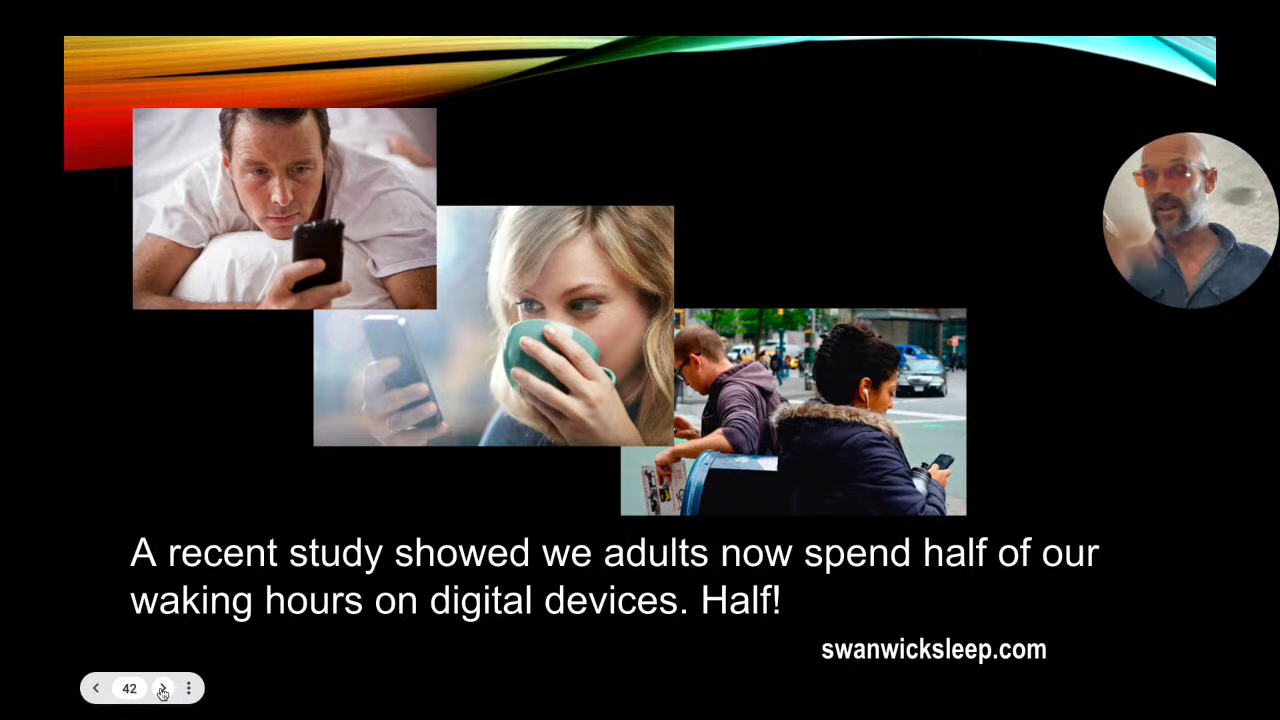 A recent study showed we adults now spend half of our
waking hours on digital devices. Half!
swanwicksleep.com
42